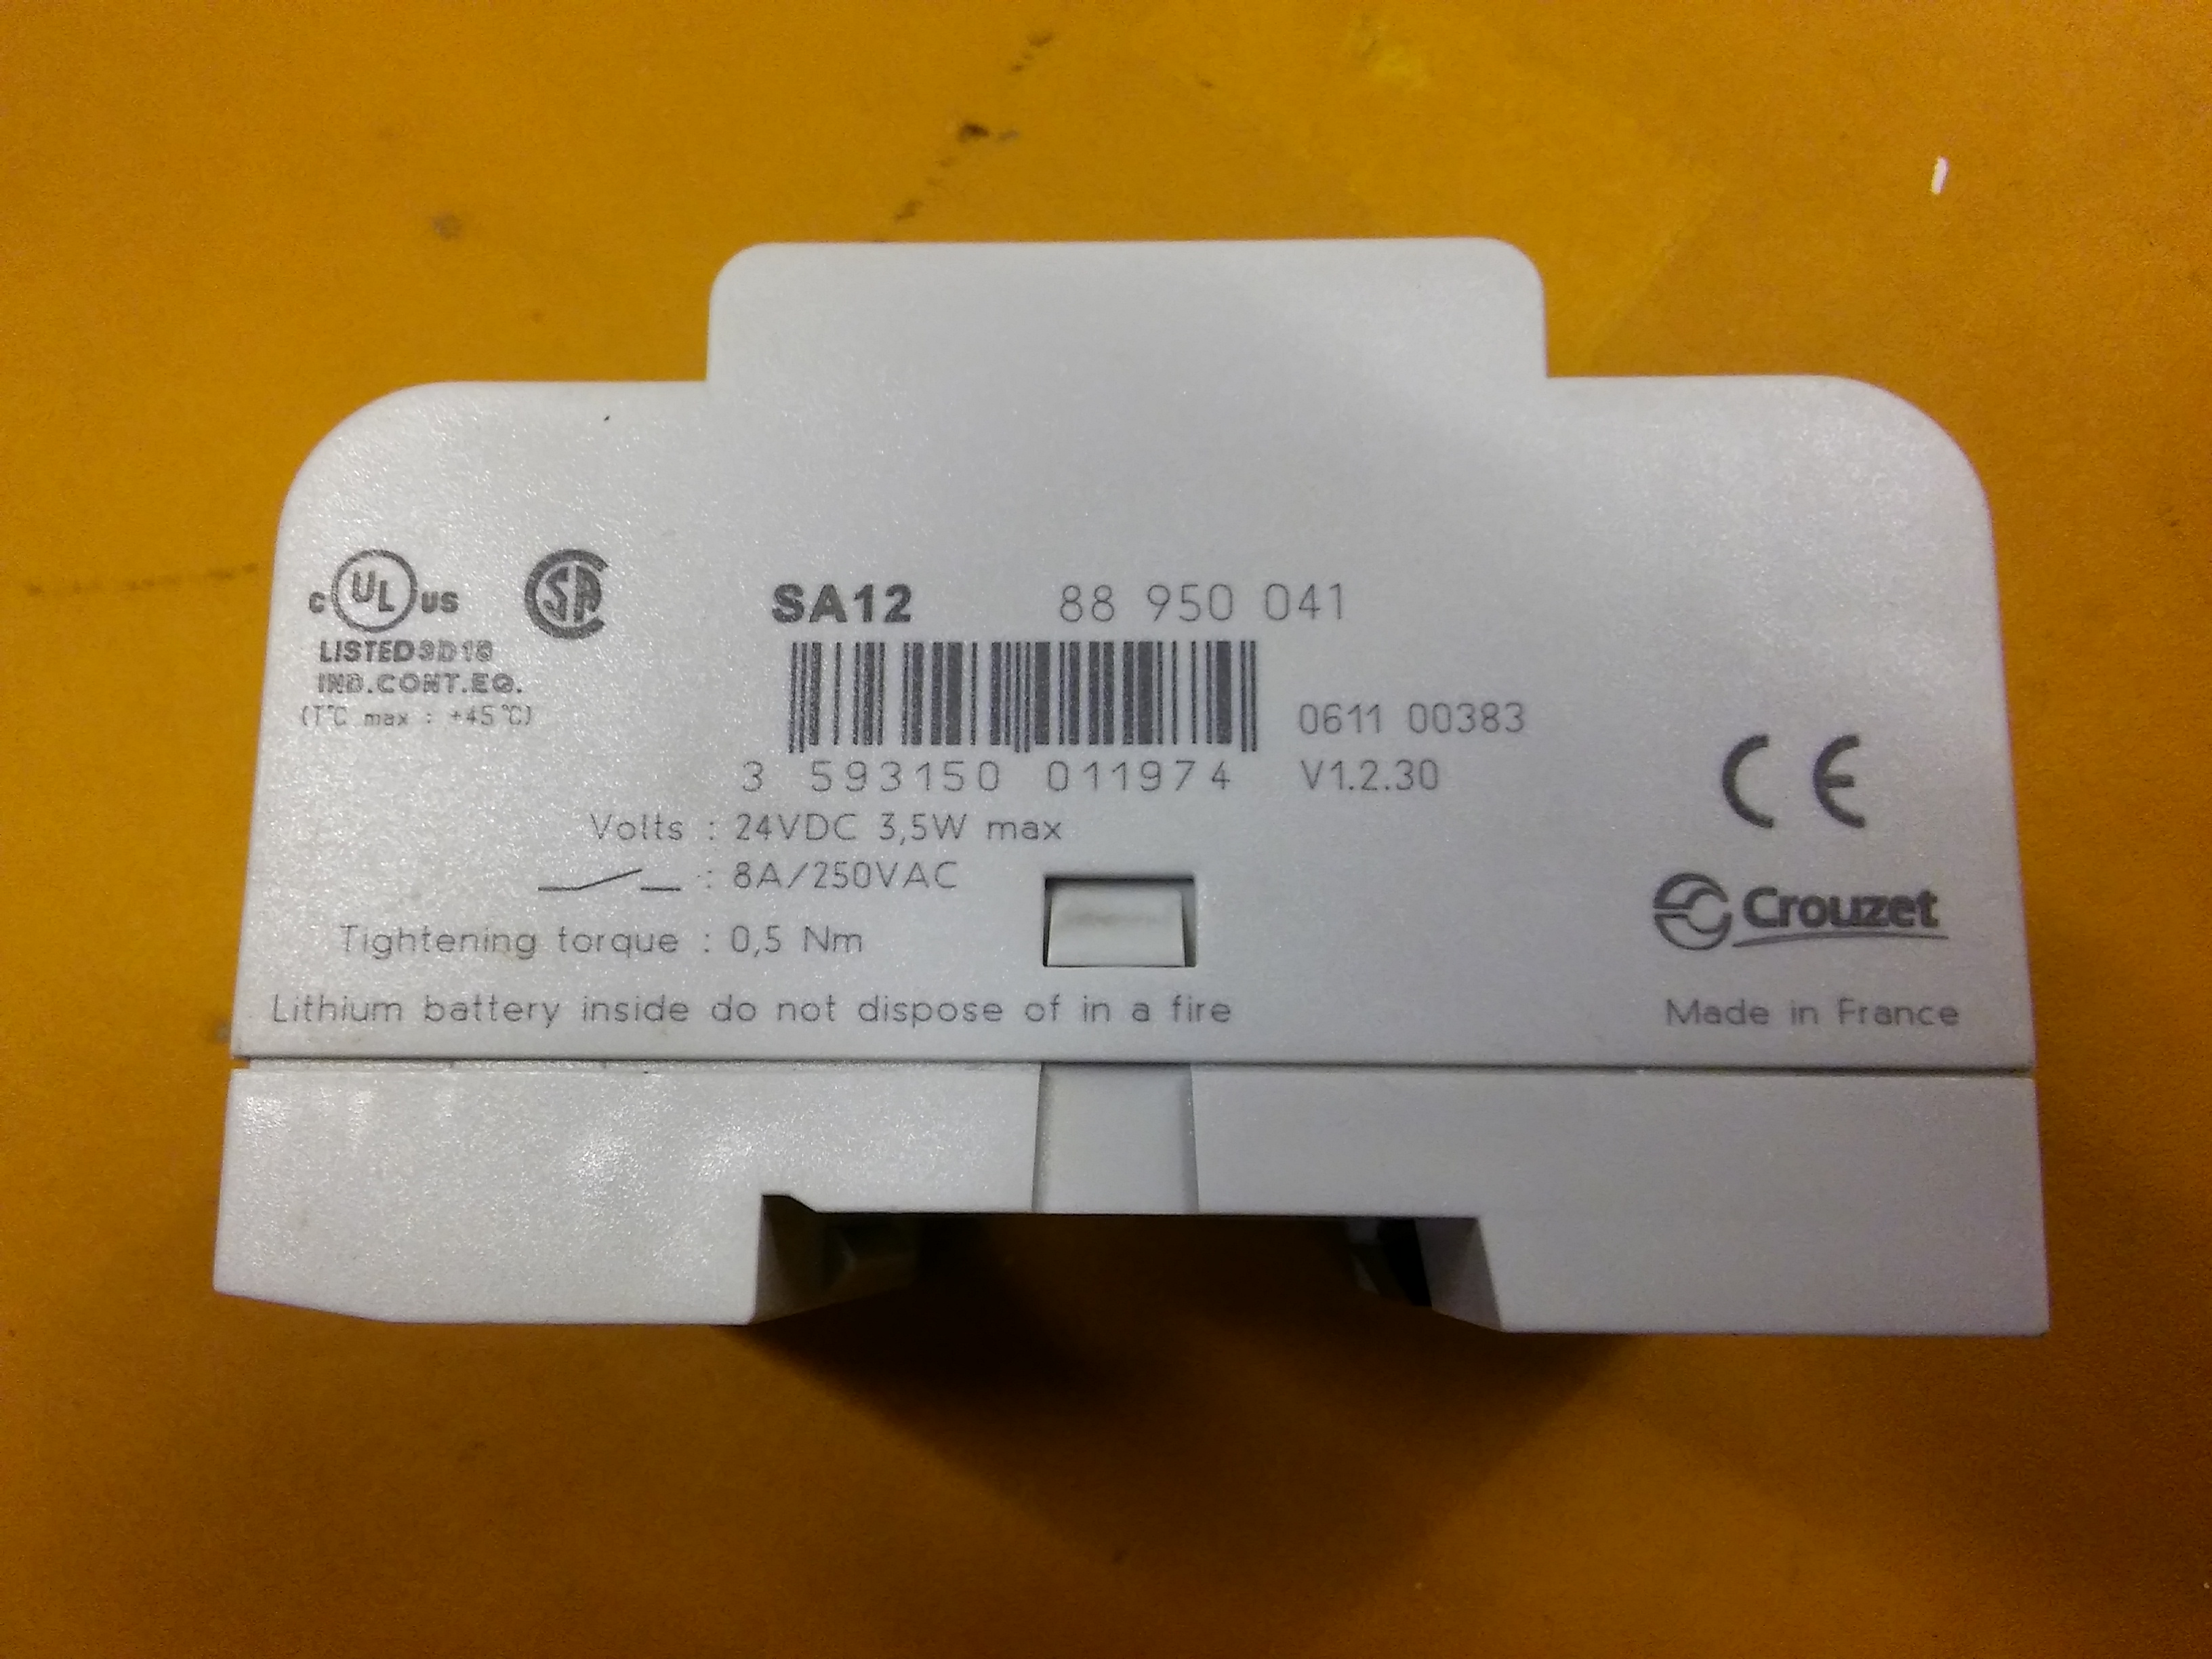 c UL us
SA
LISTED 3D18
IND.CONT.EQ.
(T°C max : +45°C)
SA12 88 950 041
3 593150 011974
0611 00383
V1.2.30
Volts : 24VDC 3,5W max
: 8A/250VAC
Tightening torque : 0,5 Nm
Lithium battery inside do not dispose of in a fire
CE
Crouzet
Made in France